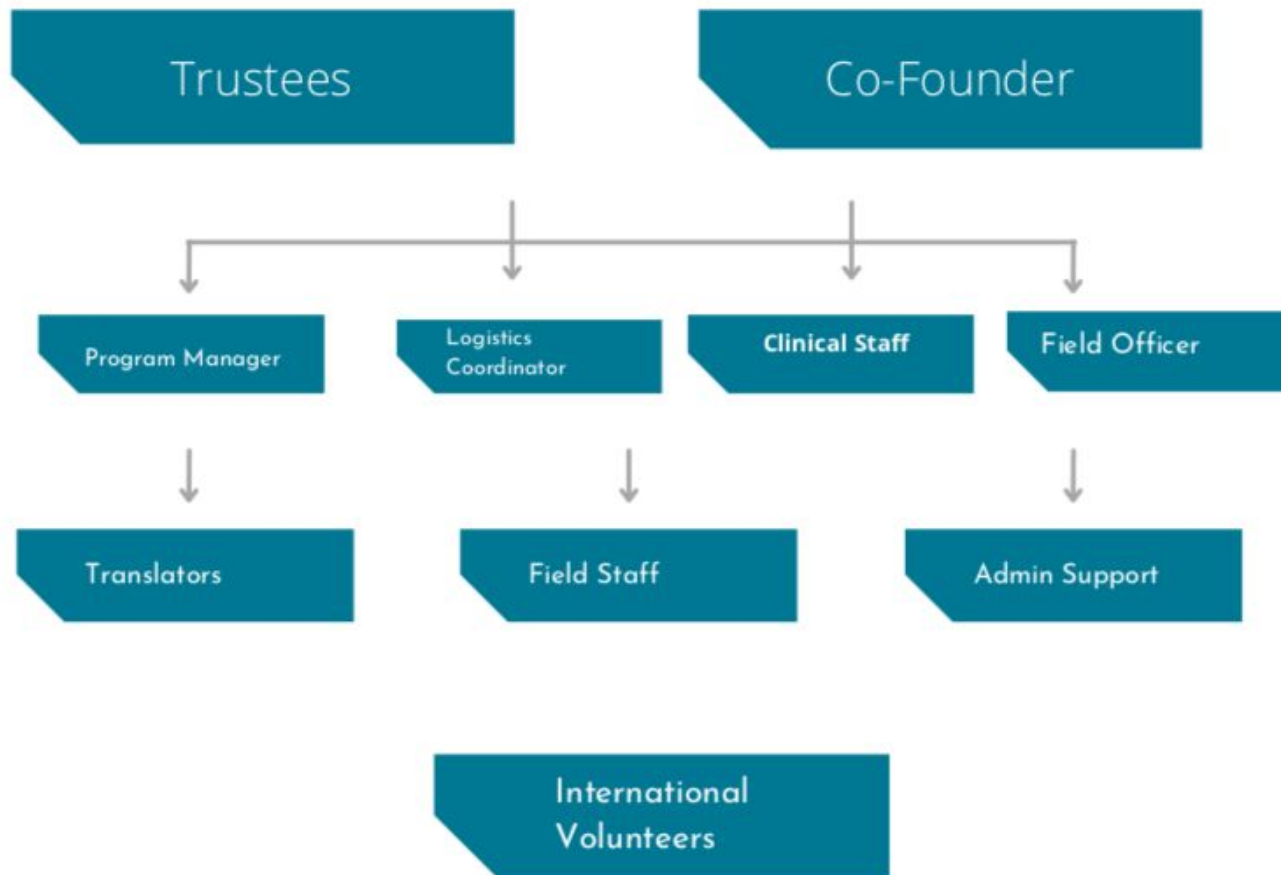 Trustees
Co-Founder
Program Manager
Logistics
Coordinator
Clinical Staff
Field Officer
Translators
Field Staff
Admin Support
International
Volunteers